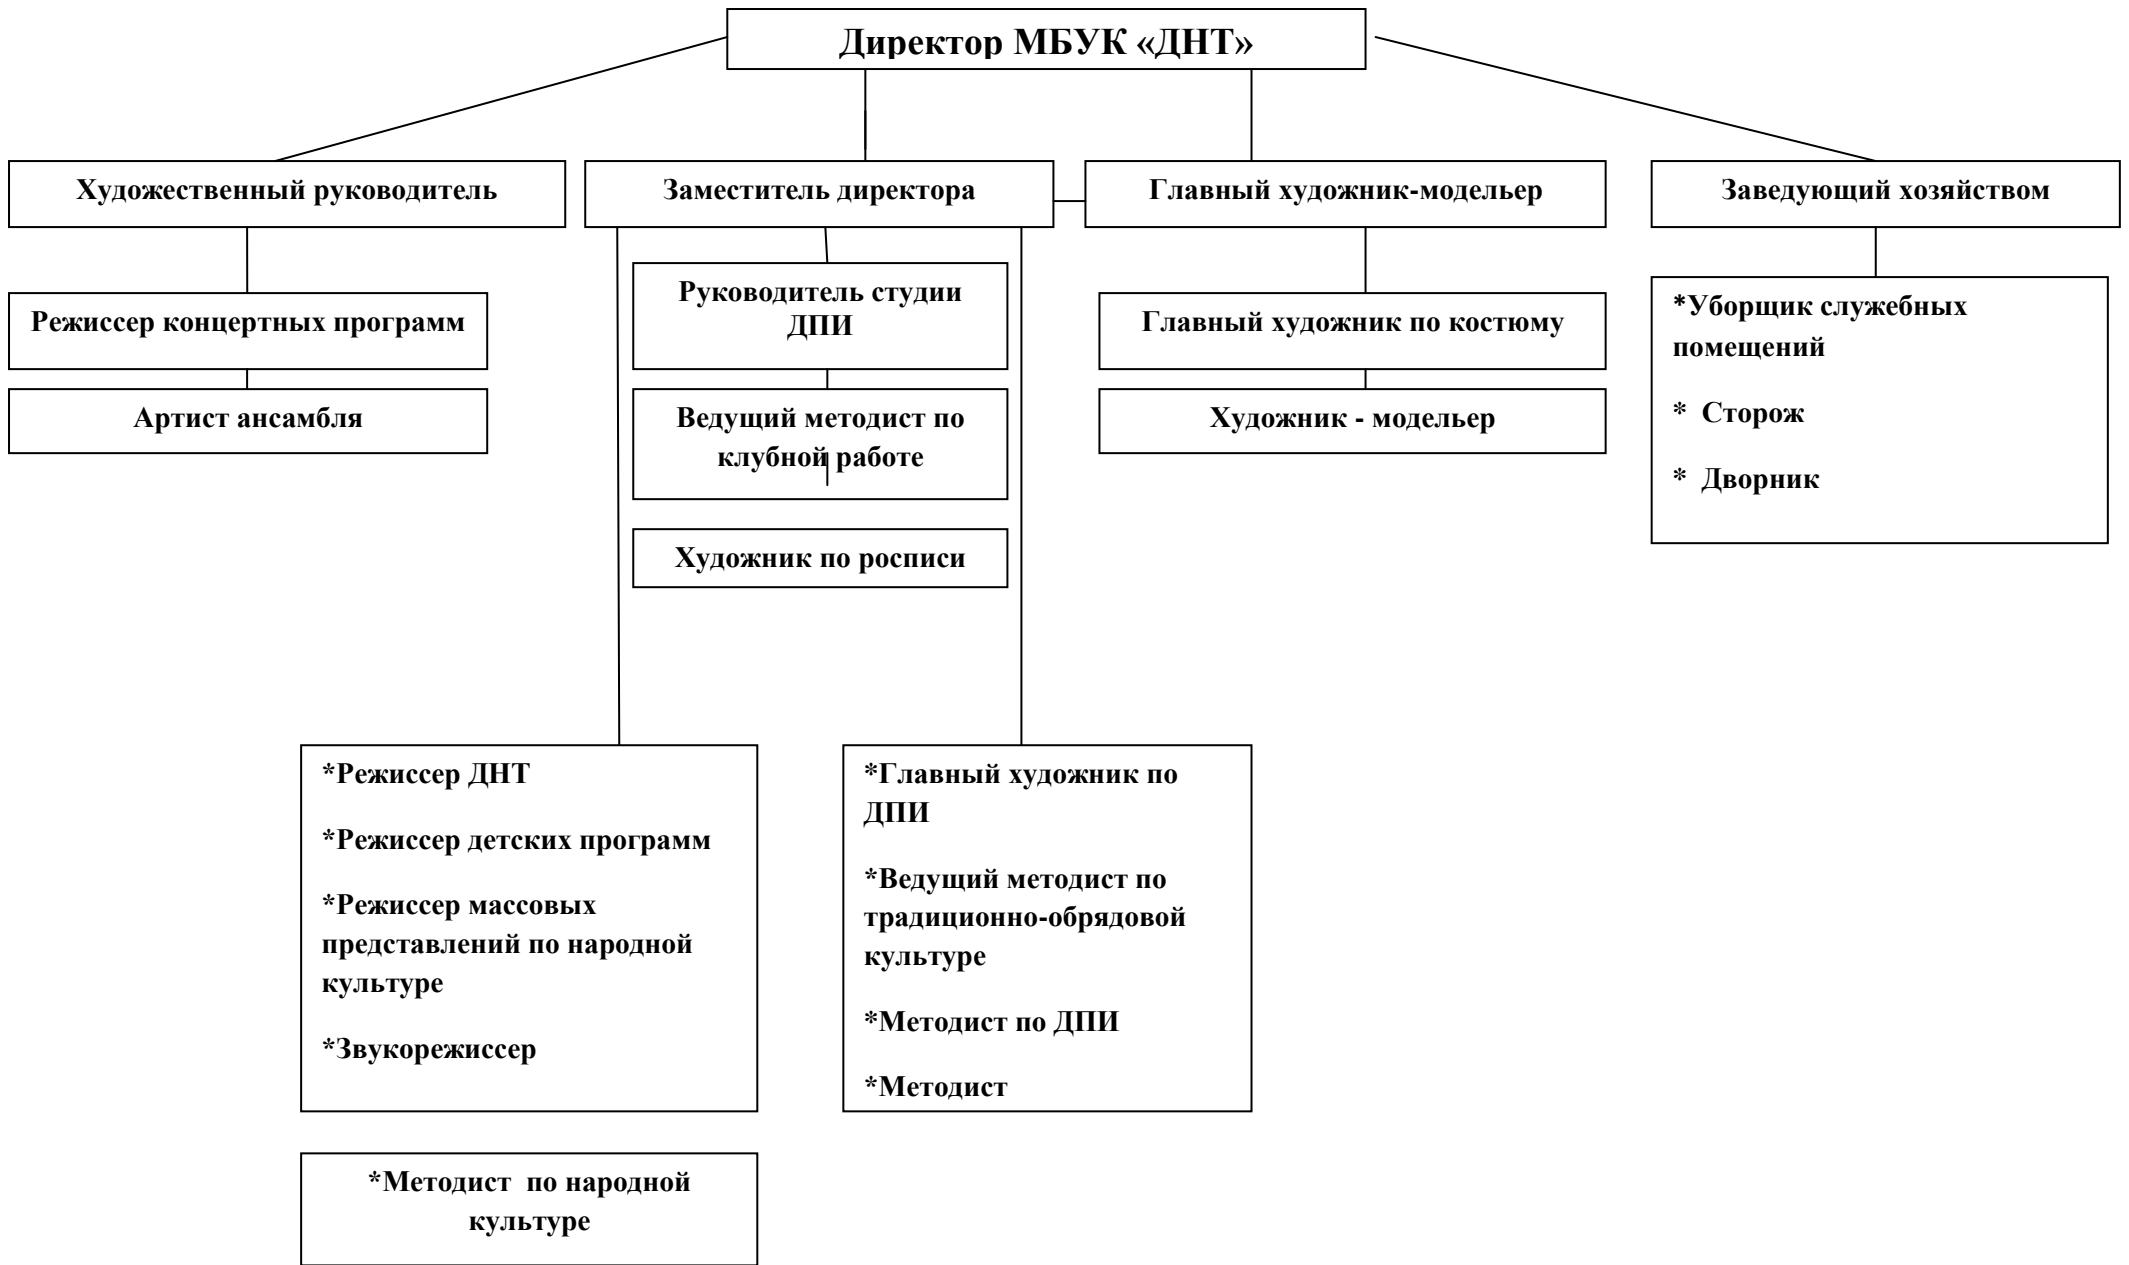 Директор МБУК «ДНТ»
Художественный руководитель
Заместитель директора
Главный художник-модельер
Заведующий хозяйством
Режиссер концертных программ
Артист ансамбля
Руководитель студии
ДПИ
Ведущий методист по
клубной работе
Художник по росписи
Главный художник по костюму
Художник - модельер
*Уборщик служебных
помещений
* Сторож
* Дворник
*Режиссер ДНТ
*Режиссер детских программ
*Режиссер массовых
представлений по народной
культуре
*Звукорежиссер
*Главный художник по
ДПИ
*Ведущий методист по
традиционно-обрядовой
культуре
*Методист по ДПИ
*Методист
*Методист по народной
культуре